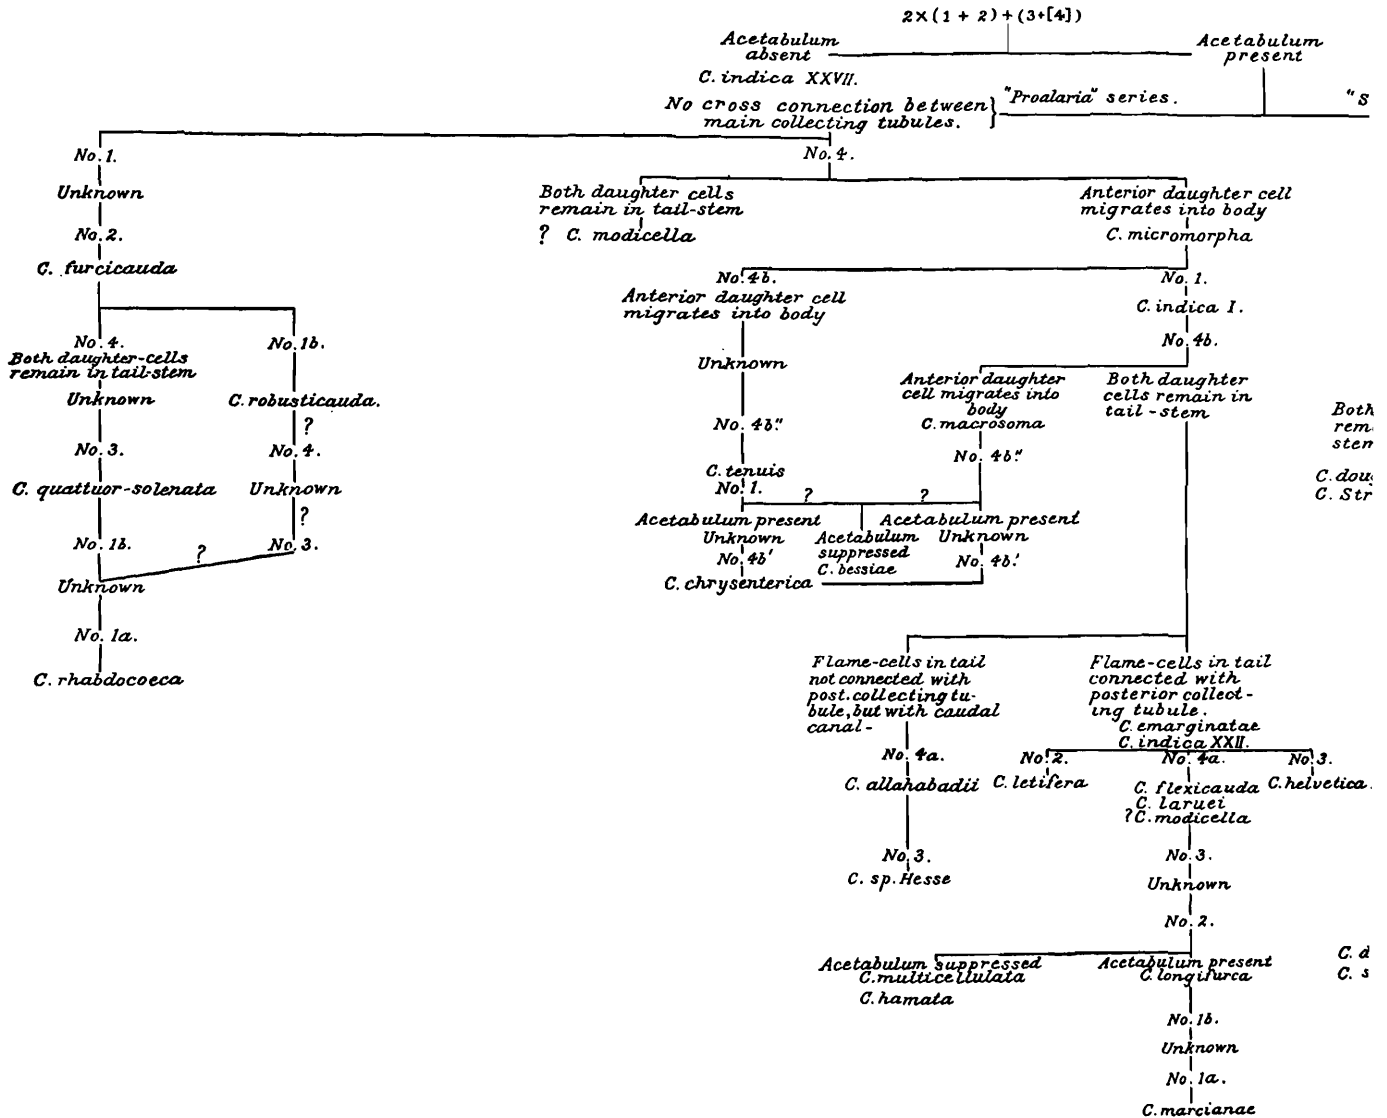 2×(1 + 2) + (3+[4])
Acetabulum
absent
Acetabulum
present
C. indica XXVII.
No cross connection between
main collecting tubules.
}"Proalaria" series.
"S
No. 1.
No. 4.
Unknown
No. 2.
C. furcicauda
Both daughter cells
remain in tail-stem
? C. modicella
Anterior daughter cell
migrates into body
C. micromorpha
No. 4b.
Anterior daughter cell
migrates into body
No. 1.
C. indica I.
No. 4b.
No. 4.
Both daughter-cells
remain in tail-stem
Unknown
No. 3.
C. quattuor-solenata
No. 1b.
Unknown
No. 1a.
C. rhabdocoeca
No. 1b.
C. robusticauda.
?
No. 4.
Unknown
?
No. 3.
?
Unknown
No. 4b."
C. tenuis
No. 1.
Anterior daughter
cell migrates into
body
C. macrosoma
No. 4b."
Both daughter
cells remain in
tail-stem
? ?
Acetabulum present
Unknown
No. 4b'
C. chrysenterica
Acetabulum
suppressed
C. bessiae
Acetabulum present
Unknown
No. 4b.'
Both
rem
stem
C. dou
C. Str
Flame-cells in tail
not connected with
post. collecting tu-
bule, but with caudal
canal-
No. 4a.
C. allahabadii
No. 3.
C. sp. Hesse
Flame-cells in tail
connected with
posterior collect-
ing tubule.
C. emarginatae
C. indica XXII.
No. 2.
C. letifera
No. 4a.
C. flexicauda
C. laruei
? C. modicella
No. 3.
C. helvetica.
No. 3.
Unknown
No. 2.
Acetabulum suppressed
C. multicellulata
C. hamata
Acetabulum present
C. longifurca
C. d
C. s
No. 1b.
Unknown
No. 1a.
C. marcianae